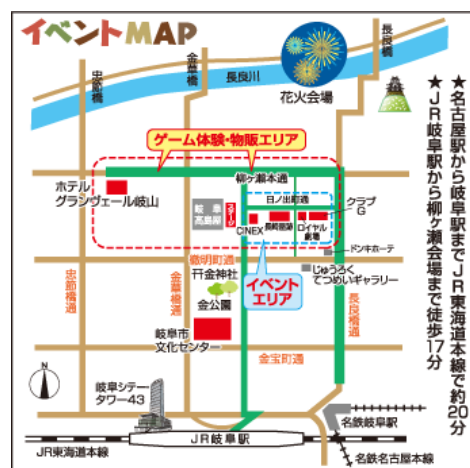 イベントMAP
忠節橋
金華橋
長良橋
長良川
花火会場
ゲーム体験・物販エリア
柳ヶ瀬本通
ホテル
グランヴェール岐山
日ノ出町通
クラブ
G
岐阜
高島屋
ステージ
CINEX
長崎屋跡
ロイヤル
劇場
ドンキホーテ
徹明町通
じゅうろく
てつめいギャラリー
イベント
エリア
金神社
金公園
忠節橋通
金華橋通
長良橋通
岐阜市
文化センター
金宝町通
N
岐阜シティー
タワー43
名鉄岐阜駅
JR岐阜駅
JR東海道本線
名鉄名古屋本線
★名古屋駅から岐阜駅までJR東海道本線で約20分
★JR岐阜駅から柳ヶ瀬会場まで徒歩17分